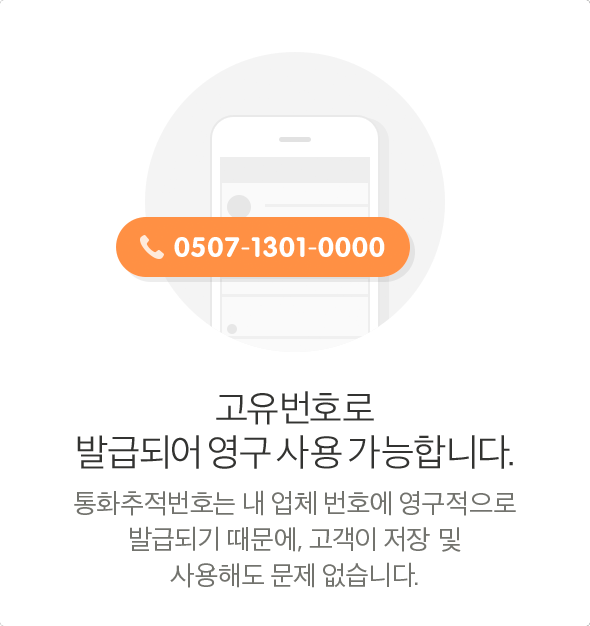 0507-1301-0000
고유번호로
발급되어 영구 사용 가능합니다.
통화추적번호는 내 업체 번호에 영구적으로
발급되기 때문에, 고객이 저장 및
사용해도 문제 없습니다.